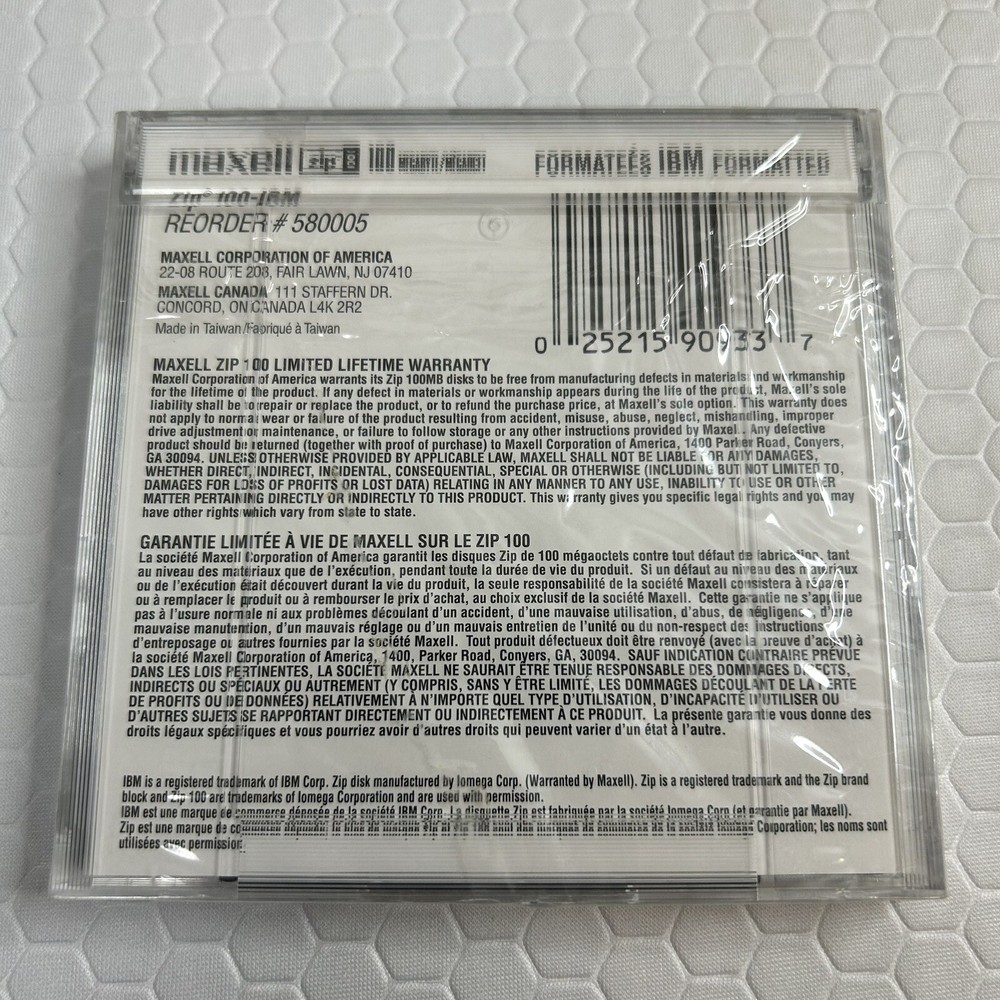 maxell zip 100
FORMATEÉS IBM FORMATTED
Zip® 100-IBM
REORDER # 580005
MAXELL CORPORATION OF AMERICA
22-08 ROUTE 208, FAIR LAWN, NJ 07410
MAXELL CANADA 111 STAFFERN DR.
CONCORD, ON CANADA L4K 2R2
Made in Taiwan/Fabriqué à Taiwan
0 25215 90933 7
MAXELL ZIP 100 LIMITED LIFETIME WARRANTY
Maxell Corporation of America warrants its Zip 100MB disks to be free from manufacturing defects in materials and workmanship
for the lifetime of the product. If any defect in materials or workmanship appears during the life of the product, Maxell's sole
liability shall be to repair or replace the product, or to refund the purchase price, at Maxell's sole option. This warranty does
not apply to normal wear or failure of the product resulting from accident, misuse, abuse, neglect, mishandling, improper
drive adjustment or maintenance, or failure to follow storage or any other instructions provided by Maxell. Any defective
product should be returneed (together with proof of purchase) to Maxell Corporation of America, 1400 Parker Road, Conyers,
GA 30094. UNLESS OTHERWISE PROVIDED BY APPLICABLE LAW, MAXELL SHALL NOT BE LIABLE FOR ANY DAMAGES,
WHETHER DIRECT, INDIRECT, INCIDENTAL, CONSEQUENTIAL, SPECIAL OR OTHERWISE (INCLUDING BUT NOT LIMITED TO,
DAMAGES FOR LOSS OF PROFITS OR LOST DATA) RELATING IN ANY MANNER TO ANY USE, INABILITY TO USE OR OTHER
MATTER PERTAINING DIRECTLY OR INDIRECTLY TO THIS PRODUCT. This warranty gives you specific legal rights and you may
have other rights which vary from state to state.
GARANTIE LIMITÉE À VIE DE MAXELL SUR LE ZIP 100
La société Maxell Corporation of America garantit les disques Zip de 100 mégaoctets contre tout défaut de fabrication, tant
au niveau des matériaux que de l'exécution, pendant toute la durée de vie du produit. Si un défaut au niveau des matériaux
ou de l'exécution était découvert durant la vie du produit, la seule responsabilité de la société Maxell consistera à réparer
ou à remplacer le produit ou à rembourser le prix d'achat, au choix exclusif de la société Maxell. Cette garantie ne s'applique
pas à l'usure normale ni aux problèmes découlant d'un accident, d'une mauvaise utilisation, d'abus, de négligence, d'une
mauvaise manutention, d'un mauvais réglage ou d'un mauvais entretien de l'unité ou du non-respect des instructions
d'entreposage ou autres fournies par la société Maxell. Tout produit défectueux doit être renvoyé (avec la preuve d'achat) à
la société Maxell Corporation of America, 1400, Parker Road, Conyers, GA, 30094. SAUF INDICATION CONTRAIRE PRÉVUE
DANS LES LOIS PERTINENTES, LA SOCIÉTÉ MAXELL NE SAURAIT ÊTRE TENUE RESPONSABLE DES DOMMAGES DIRECTS,
INDIRECTS OU SPÉCIAUX OU AUTREMENT (Y COMPRIS, SANS Y ÊTRE LIMITÉ, LES DOMMAGES DÉCOULANT DE LA PERTE
DE PROFITS OU DE DONNÉES) RELATIVEMENT À N'IMPORTE QUEL TYPE D'UTILISATION, D'INCAPACITÉ D'UTILISER OU
D'AUTRES SUJETS SE RAPPORTANT DIRECTEMENT OU INDIRECTEMENT À CE PRODUIT. La présente garantie vous donne des
droits légaux spécifiques et vous pourriez avoir d'autres droits qui peuvent varier d'un état à l'autre.
IBM is a registered trademark of IBM Corp. Zip disk manufactured by Iomega Corp. (Warranted by Maxell). Zip is a registered trademark and the Zip brand
block and Zip 100 are trademarks of Iomega Corporation and are used with permission.
IBM est une marque de commerce déposée de la société IBM Corp. La disquette Zip est fabriquée par la société Iomega Corp (et garantie par Maxell).
Zip est une marque de Corporation; les noms sont
utilisées avec permission.